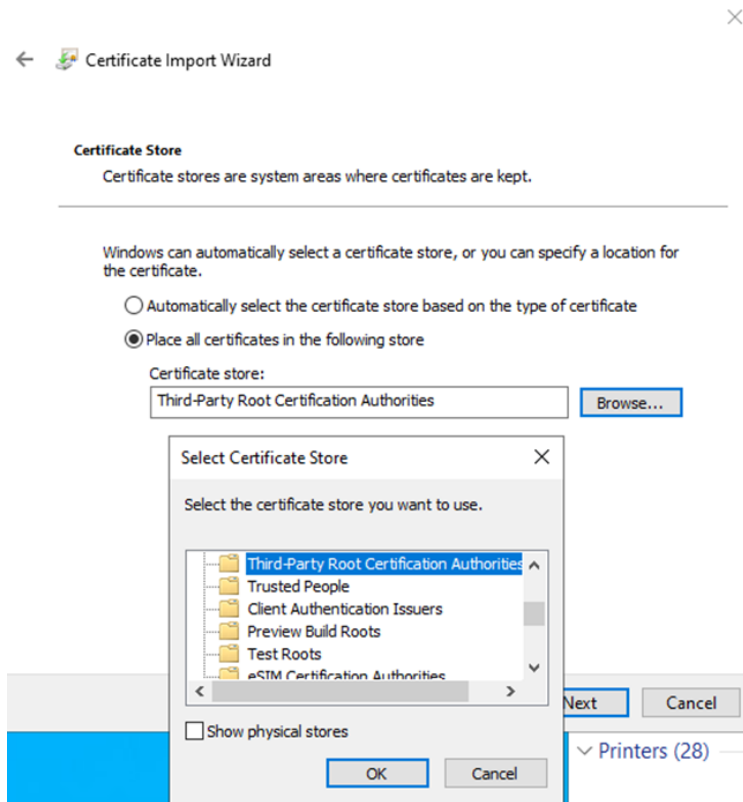 Certificate Import Wizard
Certificate Store
Certificate stores are system areas where certificates are kept.
Windows can automatically select a certificate store, or you can specify a location for
the certificate.
Automatically select the certificate store based on the type of certificate
Place all certificates in the following store
Certificate store:
Third-Party Root Certification Authorities
Browse...
Select Certificate Store
Select the certificate store you want to use.
Third-Party Root Certification Authorities
Trusted People
Client Authentication Issuers
Preview Build Roots
Test Roots
eSIM Certification Authorities
Show physical stores
OK
Cancel
Next
Cancel
Printers (28)